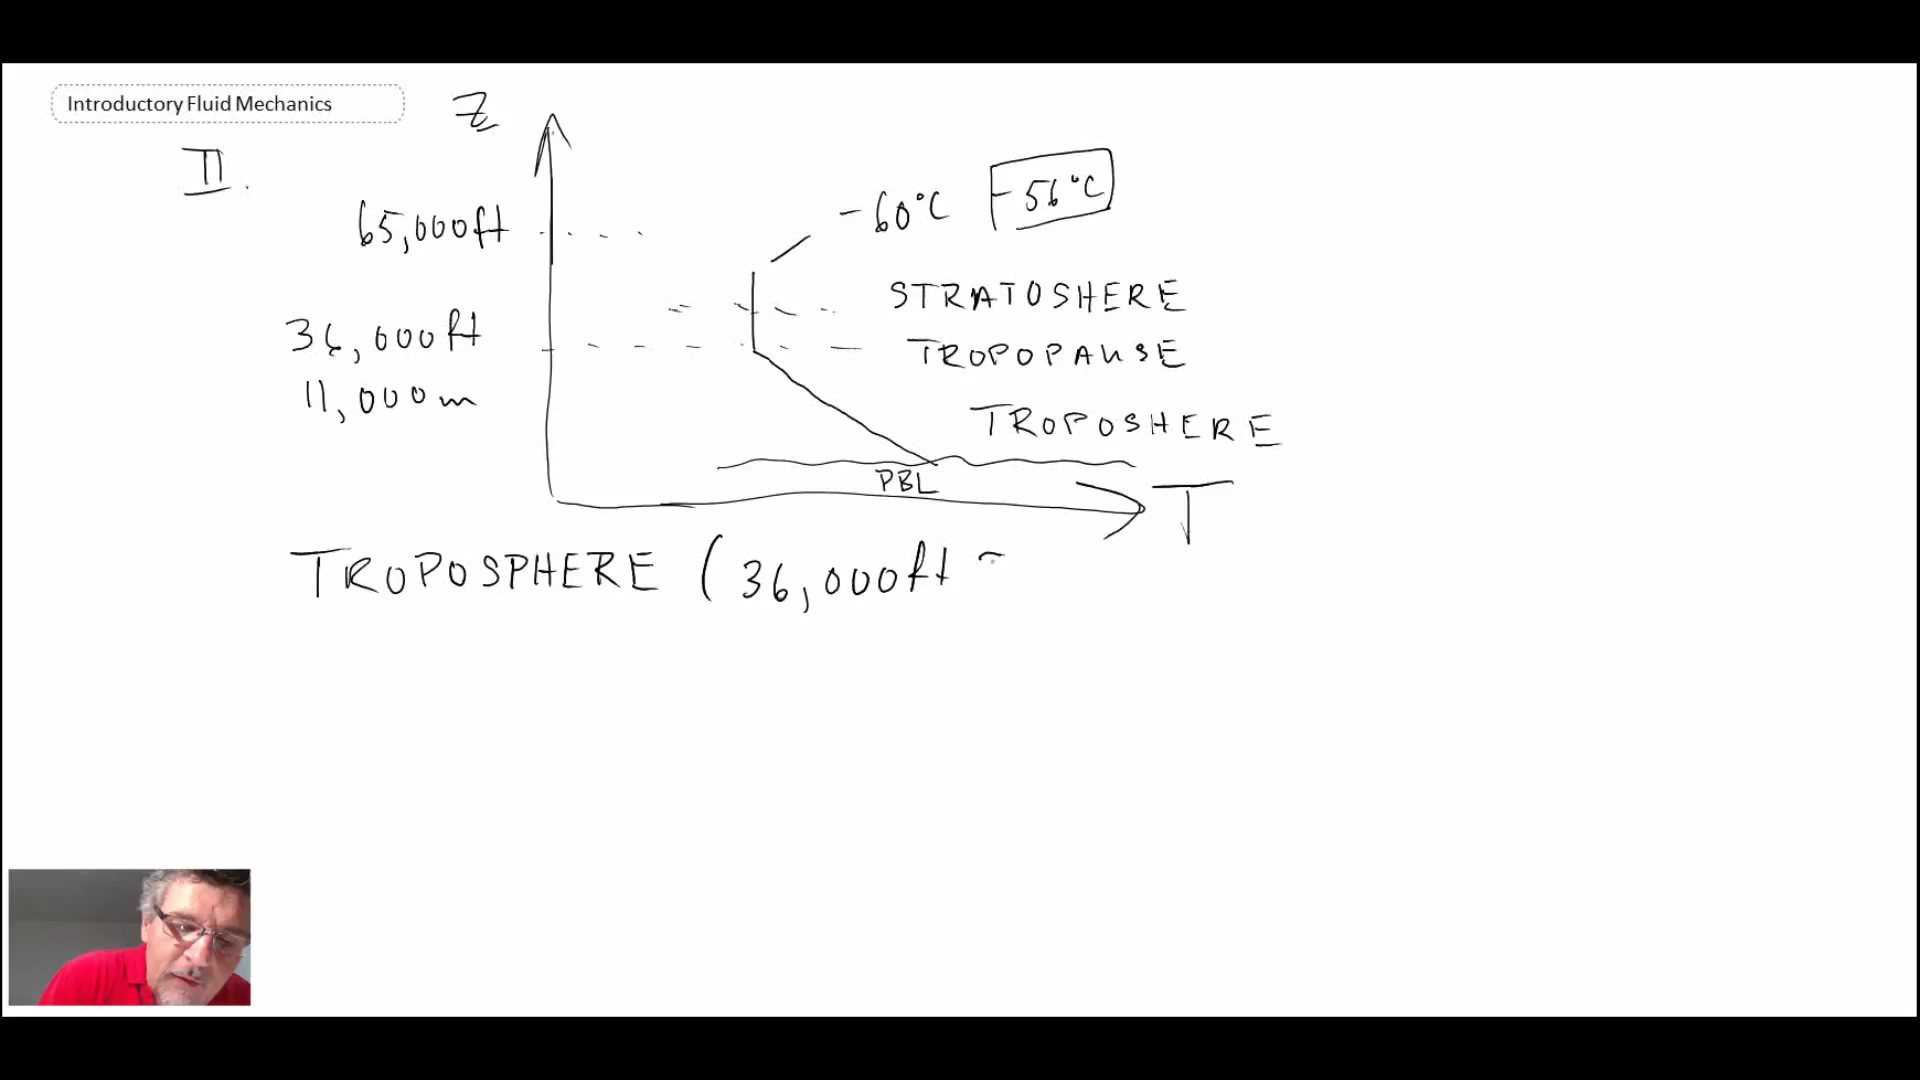 Introductory Fluid Mechanics
Z
II.
-60°C -56°C
65,000ft
STRATOSHERE
36,000ft
TROPOPAUSE
11,000m
TROPOSHERE
PBL
T
TROPOSPHERE (36,000ft